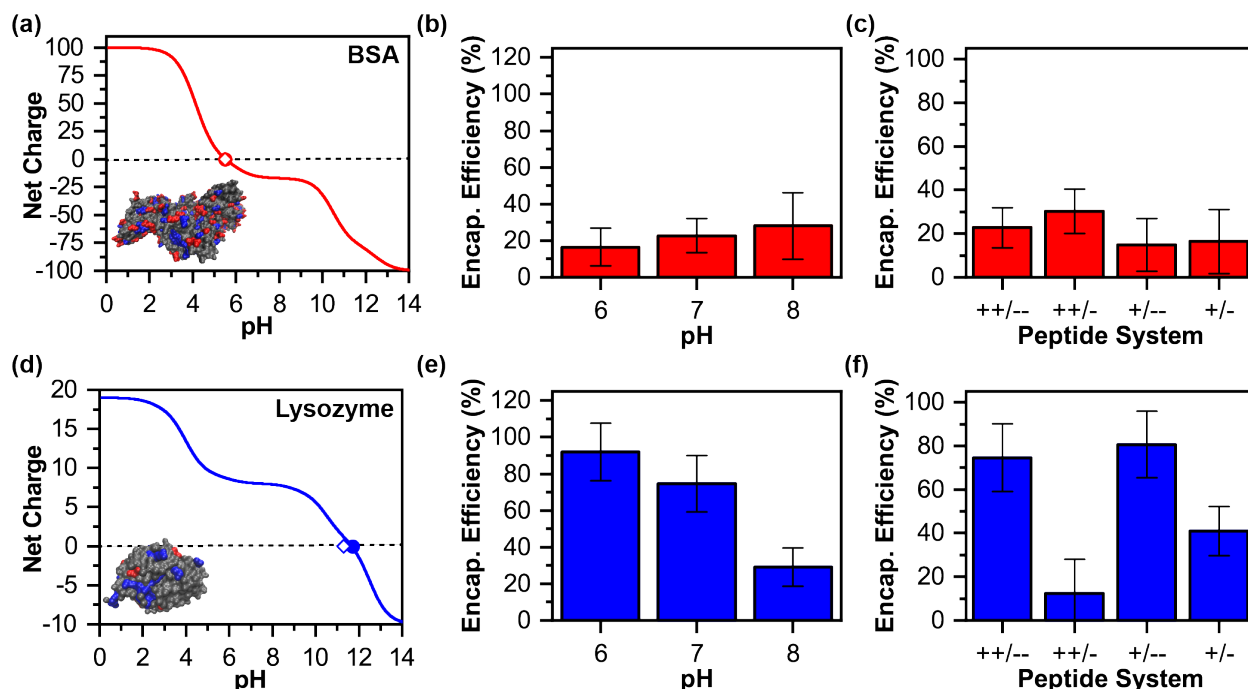 (a)
BSA
Net Charge
100
75
50
25
0
-25
-50
-75
-100
0 2 4 6 8 10 12 14
pH
(b)
Encap. Efficiency (%)
120
100
80
60
40
20
0
6 7 8
pH
(c)
Encap. Efficiency (%)
100
80
60
40
20
0
++/-- ++/- +/-- +/-
Peptide System
(d)
Lysozyme
Net Charge
20
15
10
5
0
-5
-10
0 2 4 6 8 10 12 14
pH
(e)
Encap. Efficiency (%)
120
100
80
60
40
20
0
6 7 8
pH
(f)
Encap. Efficiency (%)
100
80
60
40
20
0
++/-- ++/- +/-- +/-
Peptide System